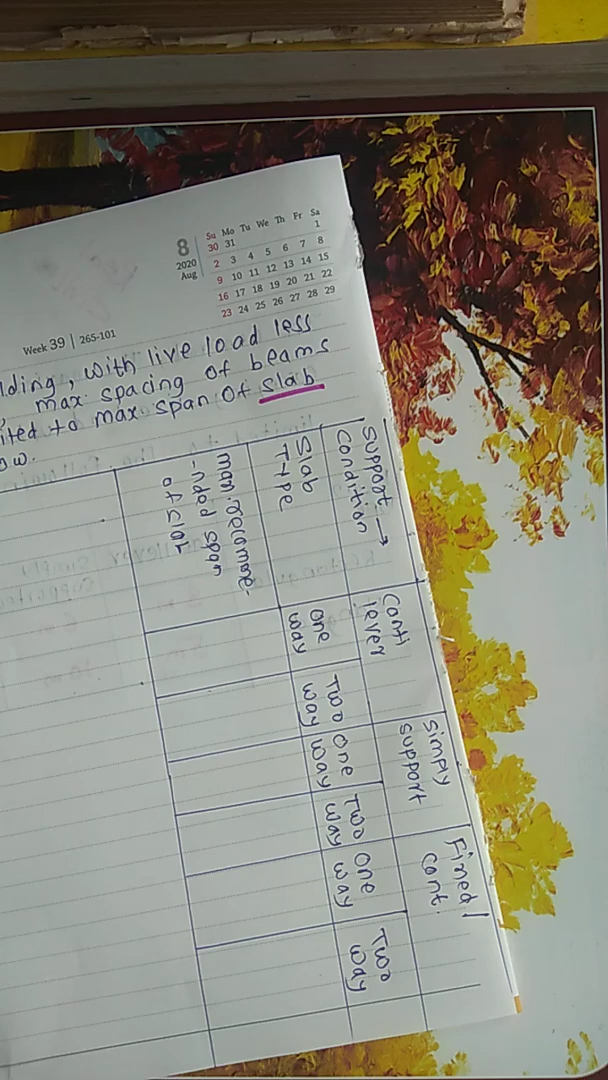 8
2020
Aug
Su Mo Tu We Th Fr Sa
30 31 1
2 3 4 5 6 7 8
9 10 11 12 13 14 15
16 17 18 19 20 21 22
23 24 25 26 27 28 29
Week 39 | 265-101
lding, with live load less
max spacing of beams
ited to max span of slab
ow.
Support →
condition
Canti
lever
Simpy
support
Fixed/
Cont.
Slab
Type
one
way
Two
way
One
way
Two
way
One
way
Two
way
max. recomme-
-nded span
of slab